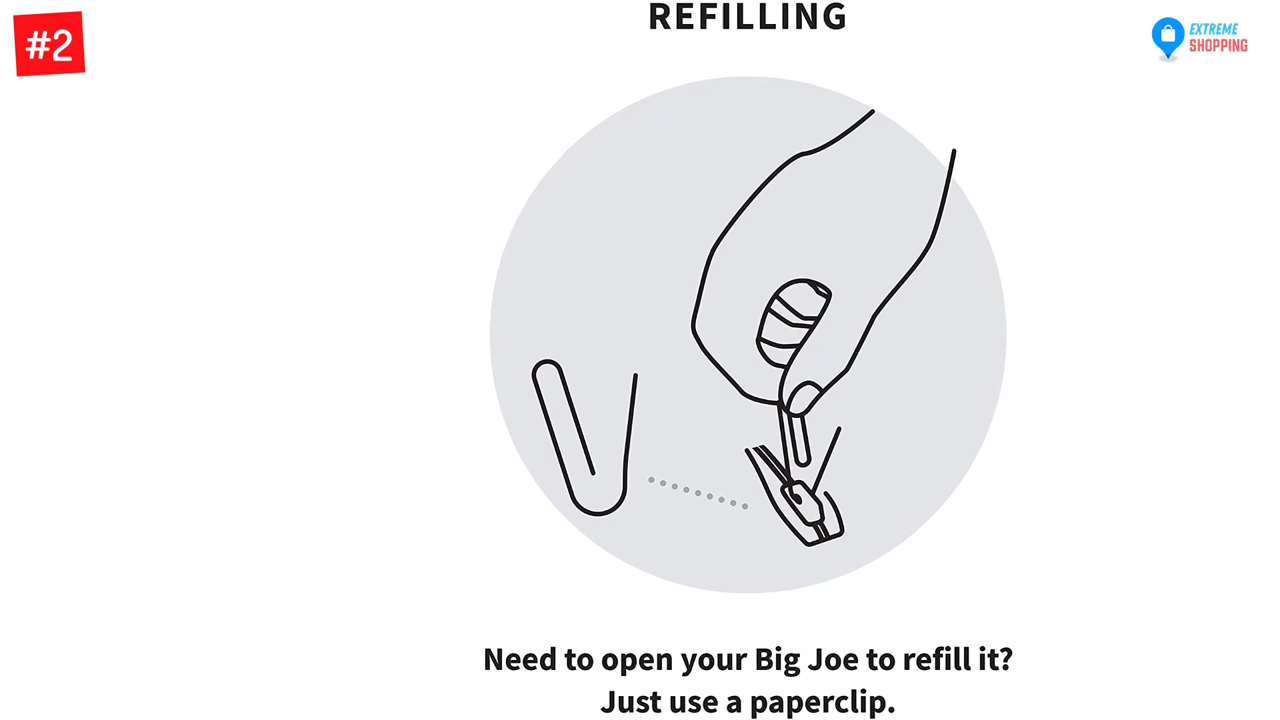 #2
REFILLING
EXTREME
SHOPPING
Need to open your Big Joe to refill it?
Just use a paperclip.